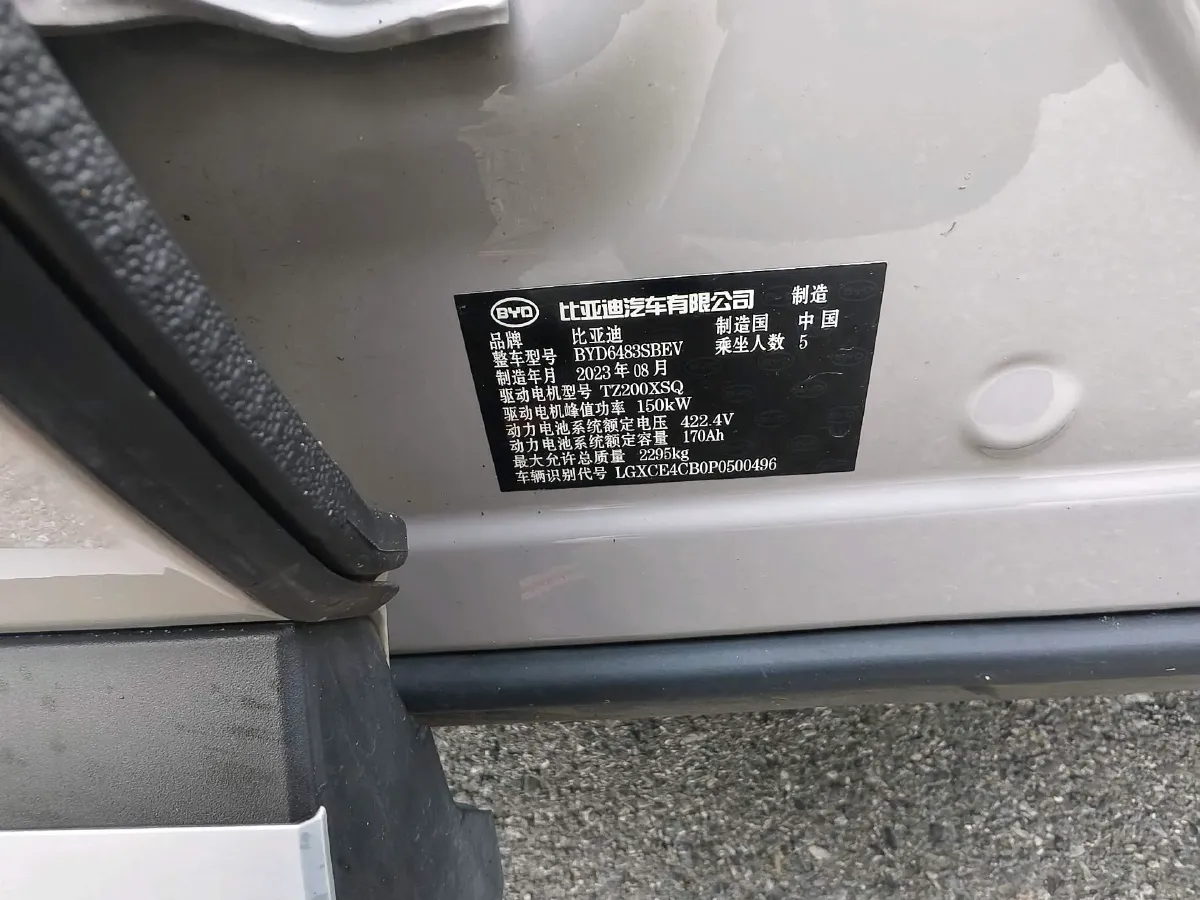 BYD 比亚迪汽车有限公司 制造
品牌 比亚迪 制造国 中国
整车型号 BYD6483SBEV 乘坐人数 5
制造年月 2023年08月
驱动电机型号 TZ200XSQ
驱动电机峰值功率 150kW
动力电池系统额定电压 422.4V
动力电池系统额定容量 170Ah
最大允许总质量 2295kg
车辆识别代号 LGXCE4CB0P0500496